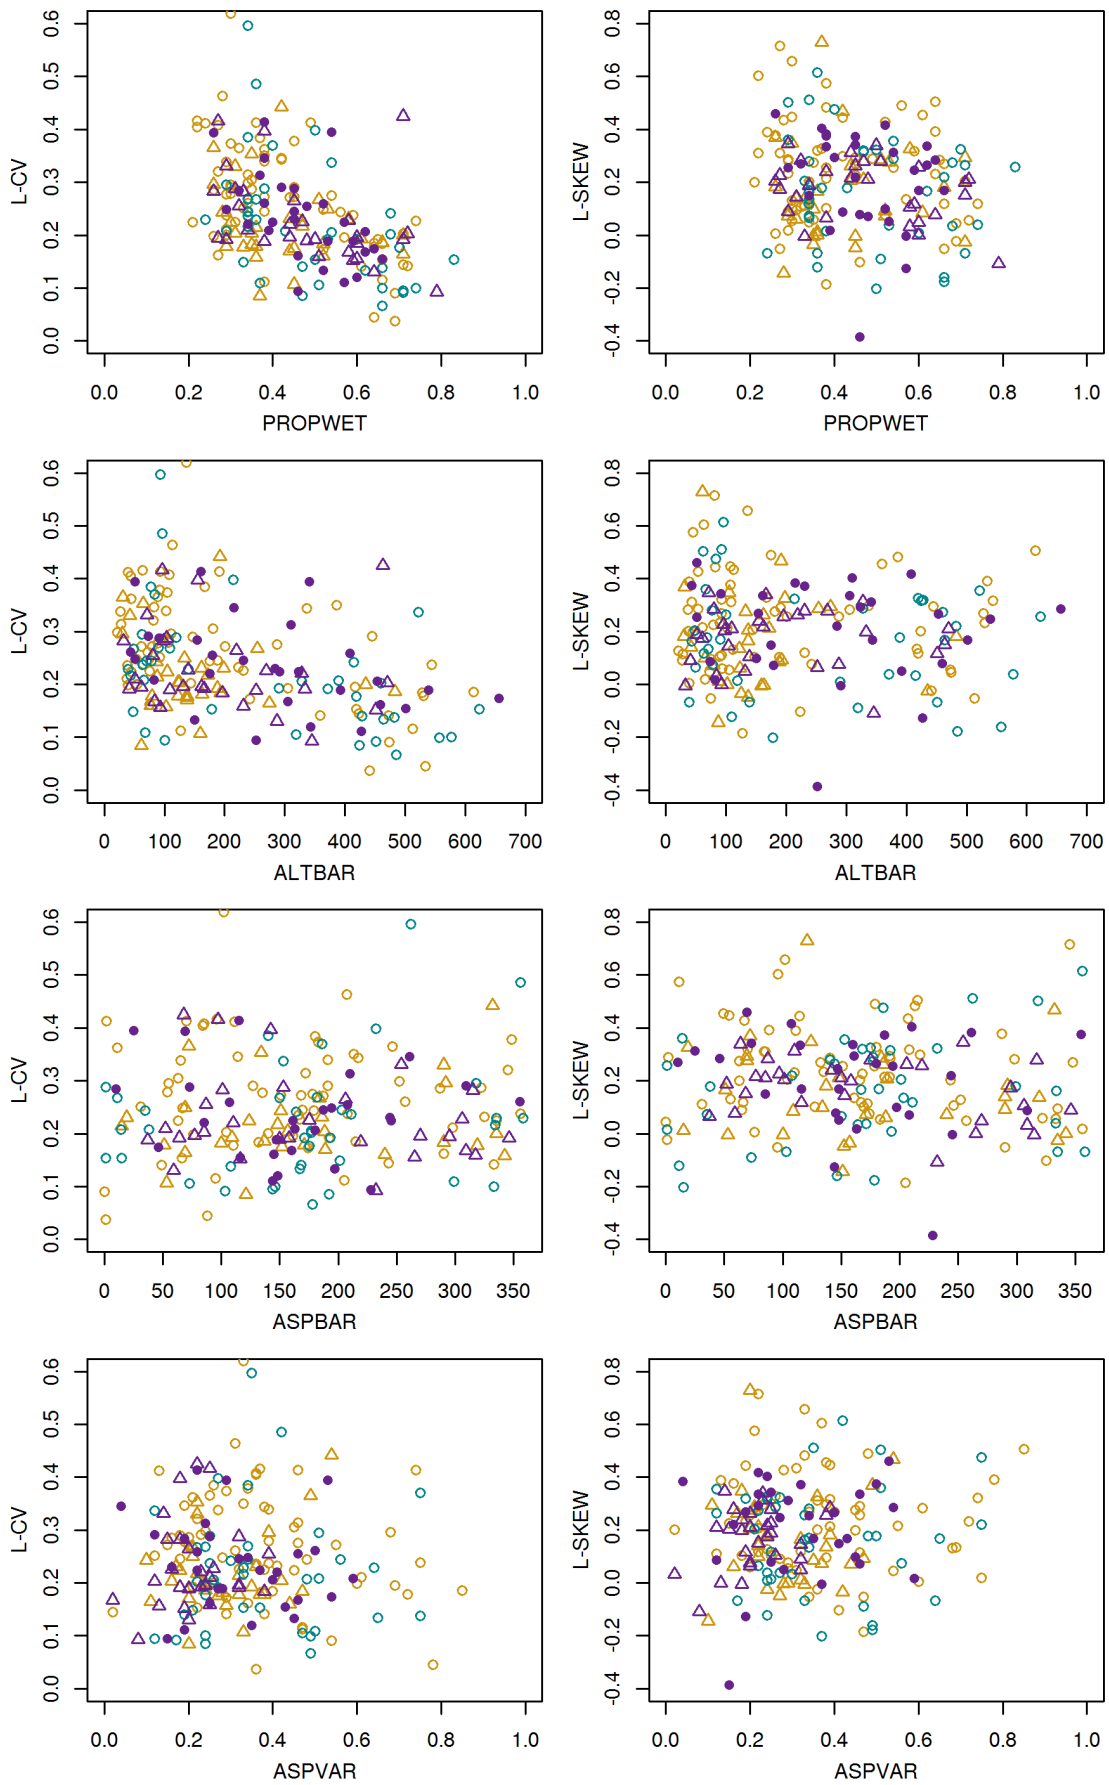 0.0 0.1 0.2 0.3 0.4 0.5 0.6
L-CV
0.0 0.2 0.4 0.6 0.8 1.0
PROPWET
-0.4 -0.2 0.0 0.2 0.4 0.6 0.8
L-SKEW
0.0 0.2 0.4 0.6 0.8 1.0
PROPWET
0.0 0.1 0.2 0.3 0.4 0.5 0.6
L-CV
0 100 200 300 400 500 600 700
ALTBAR
-0.4 -0.2 0.0 0.2 0.4 0.6 0.8
L-SKEW
0 100 200 300 400 500 600 700
ALTBAR
0.0 0.1 0.2 0.3 0.4 0.5 0.6
L-CV
0 50 100 150 200 250 300 350
ASPBAR
-0.4 -0.2 0.0 0.2 0.4 0.6 0.8
L-SKEW
0 50 100 150 200 250 300 350
ASPBAR
0.0 0.1 0.2 0.3 0.4 0.5 0.6
L-CV
0.0 0.2 0.4 0.6 0.8 1.0
ASPVAR
-0.4 -0.2 0.0 0.2 0.4 0.6 0.8
L-SKEW
0.0 0.2 0.4 0.6 0.8 1.0
ASPVAR